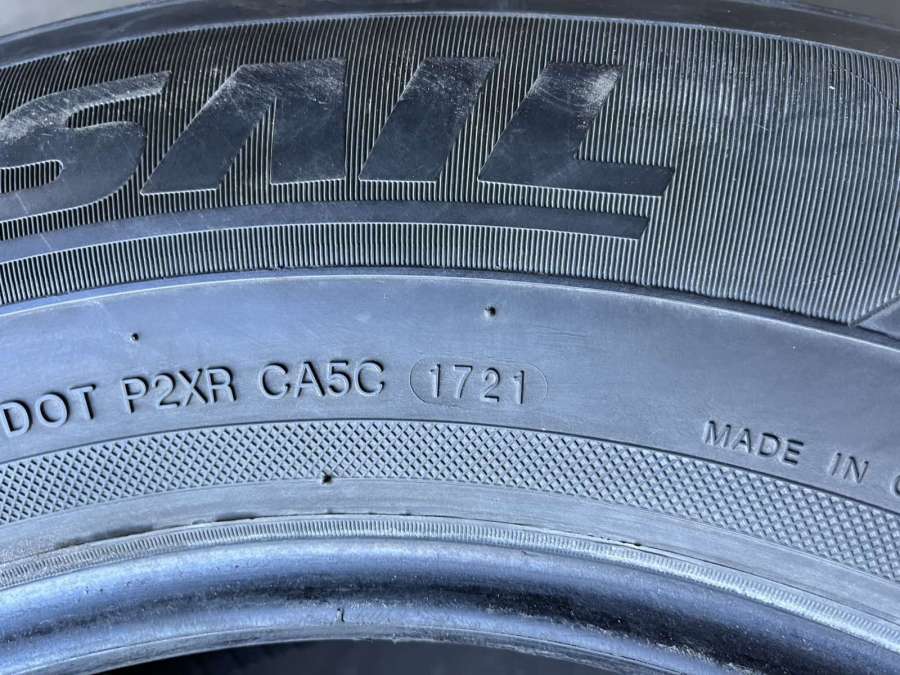 SAIL
DOT P2XR CA5C 1721
MADE IN